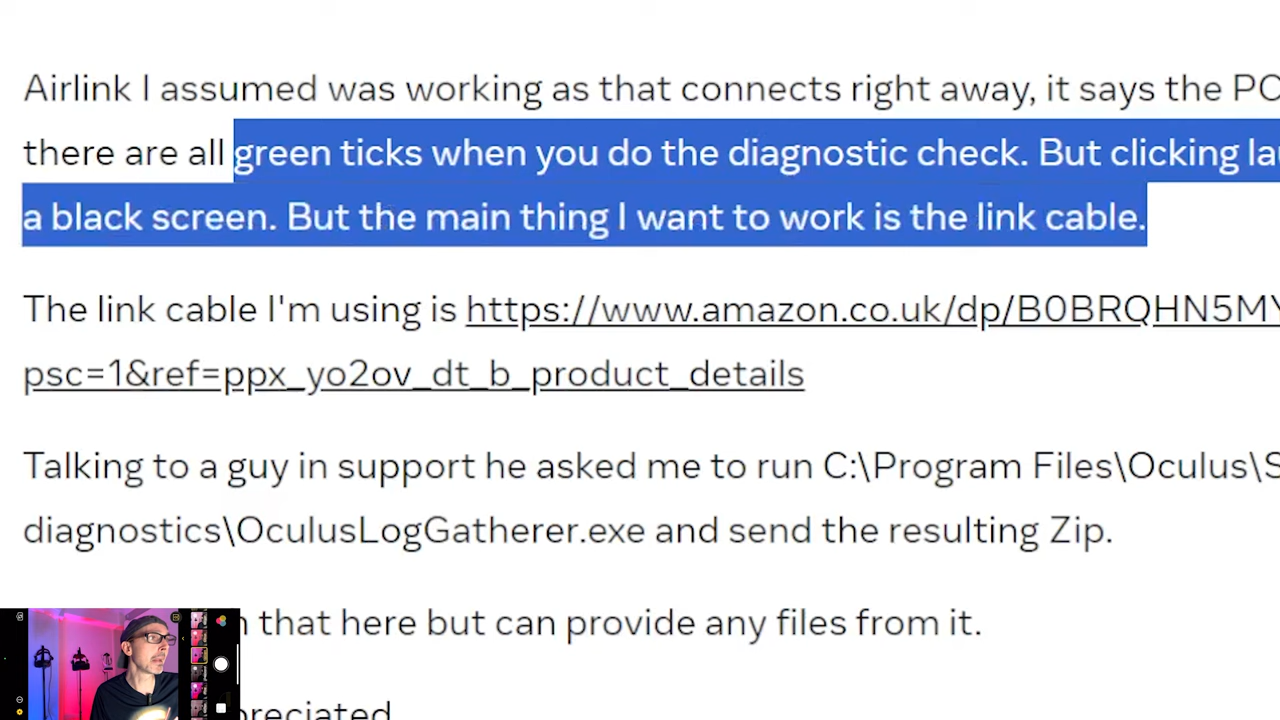 Airlink I assumed was working as that connects right away, it says the PC
there are all green ticks when you do the diagnostic check. But clicking
a black screen. But the main thing I want to work is the link cable.
The link cable I'm using is https://www.amazon.co.uk/dp/B0BRQHN5MY
psc=1&ref=ppx_yo2ov_dt_b_product_details
Talking to a guy in support he asked me to run C:\Program Files\Oculus\S
diagnostics\OculusLogGatherer.exe and send the resulting Zip.
that here but can provide any files from it.